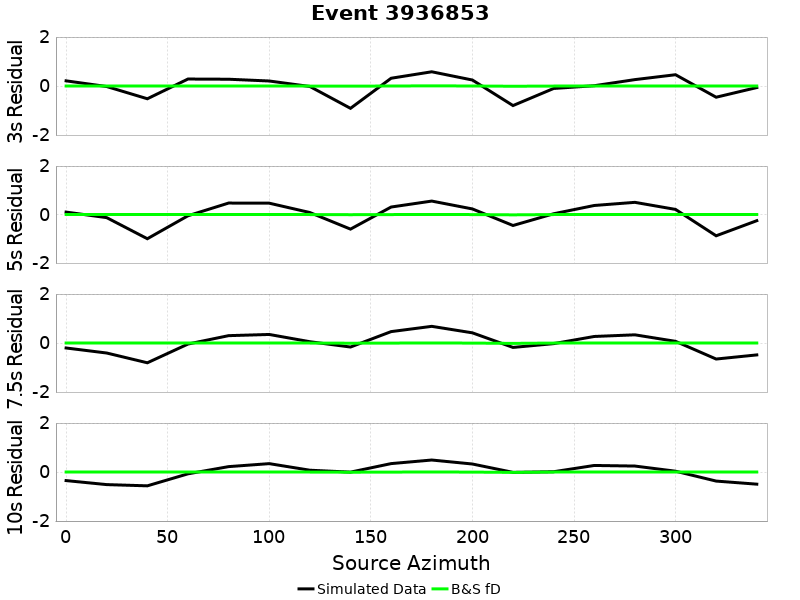 Event 3936853
3s Residual
2
0
-2
5s Residual
2
0
-2
7.5s Residual
2
0
-2
10s Residual
2
0
-2
0 50 100 150 200 250 300
Source Azimuth
Simulated Data B&S fD